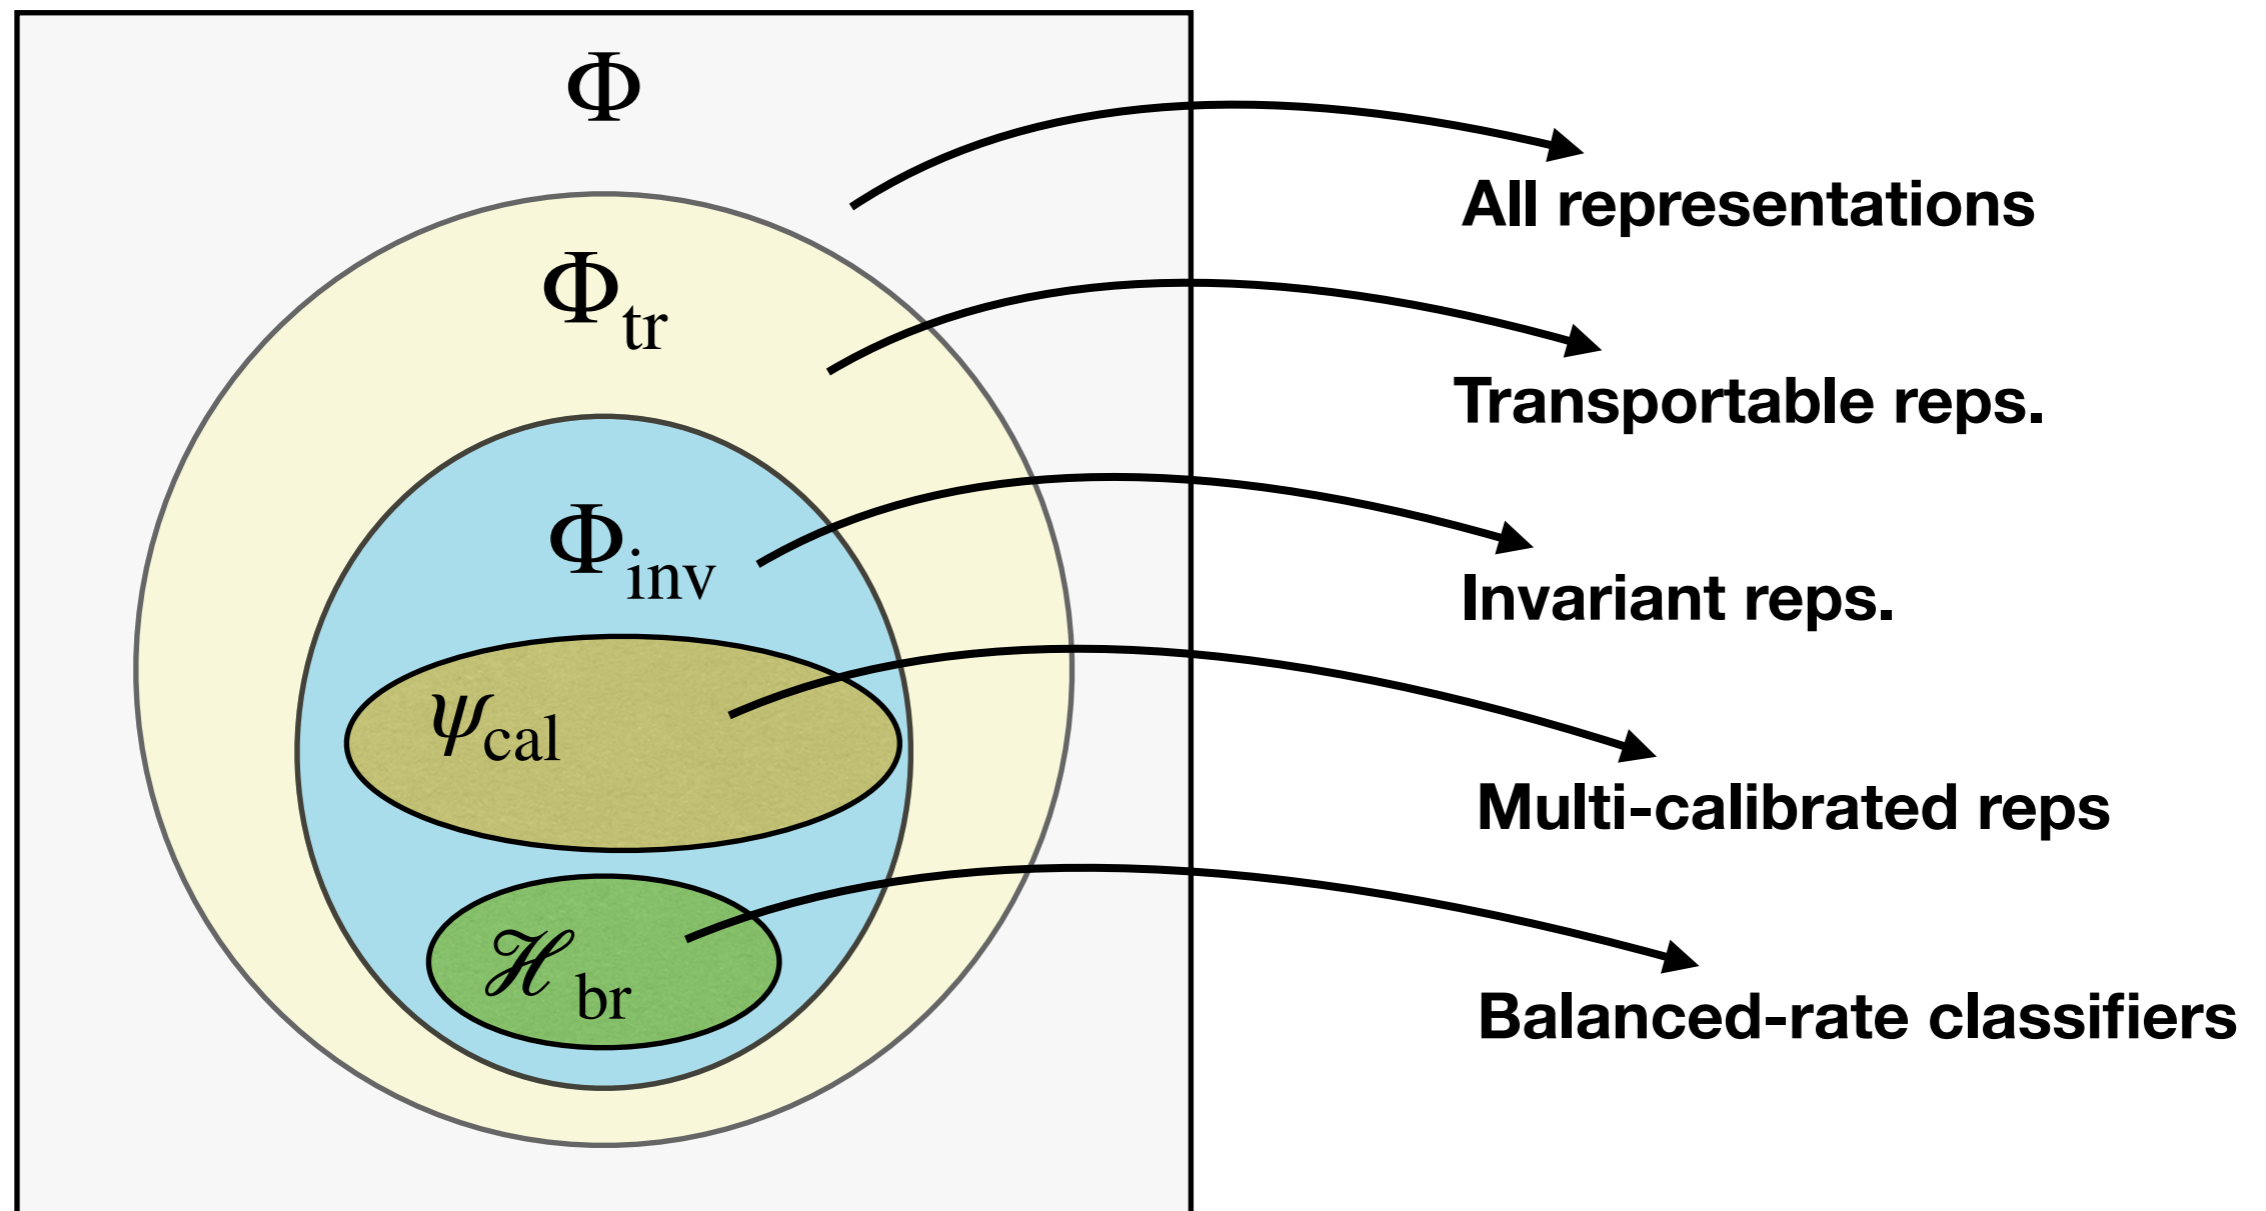 Φ
All representations
Φtr
Transportable reps.
Φinv
Invariant reps.
ψcal
Multi-calibrated reps
ℋbr
Balanced-rate classifiers